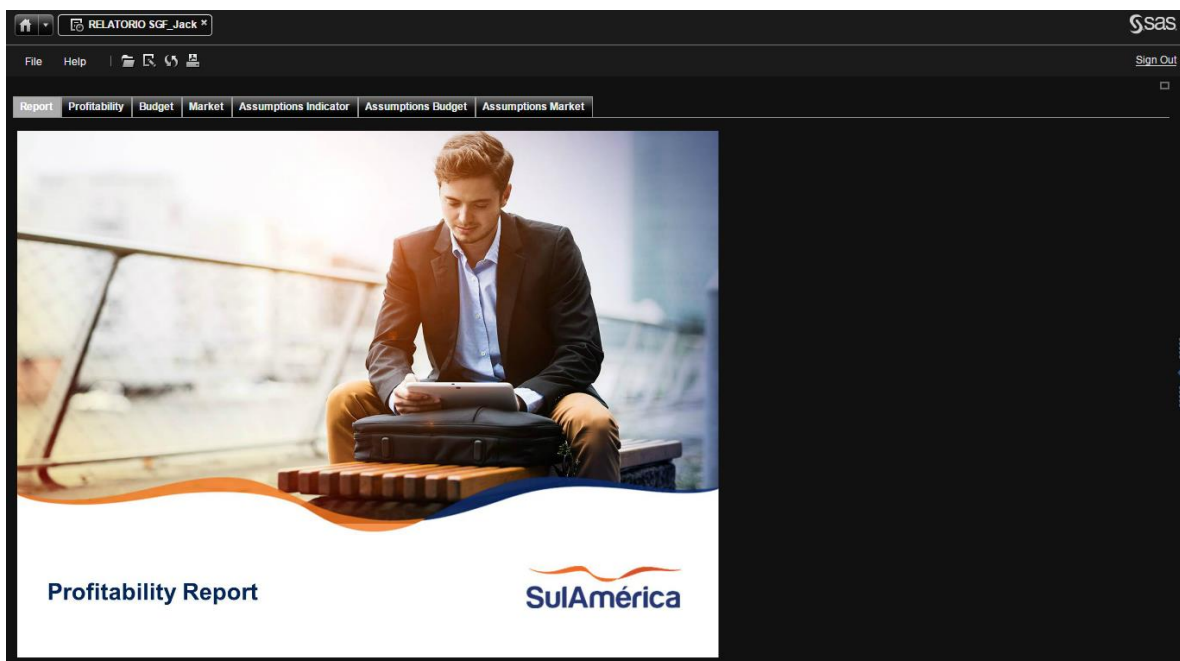 RELATORIO SGF_Jack ×
sas
File Help
Sign Out
Report Profitability Budget Market Assumptions Indicator Assumptions Budget Assumptions Market
Profitability Report
SulAmérica